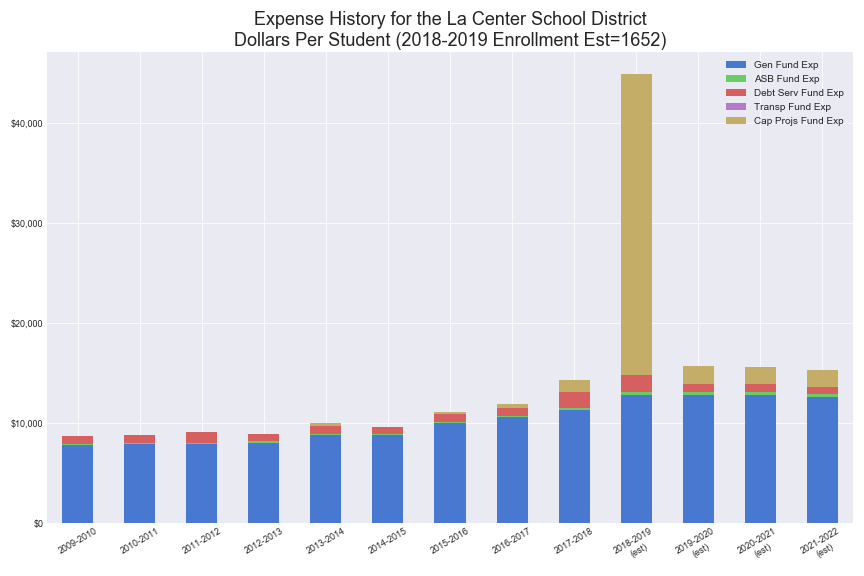 Expense History for the La Center School District
Dollars Per Student (2018-2019 Enrollment Est=1652)
Gen Fund Exp
ASB Fund Exp
Debt Serv Fund Exp
Transp Fund Exp
Cap Projs Fund Exp
$40,000
$30,000
$20,000
$10,000
$0
2009-2010
2010-2011
2011-2012
2012-2013
2013-2014
2014-2015
2015-2016
2016-2017
2017-2018
2018-2019
(est)
2019-2020
(est)
2020-2021
(est)
2021-2022
(est)